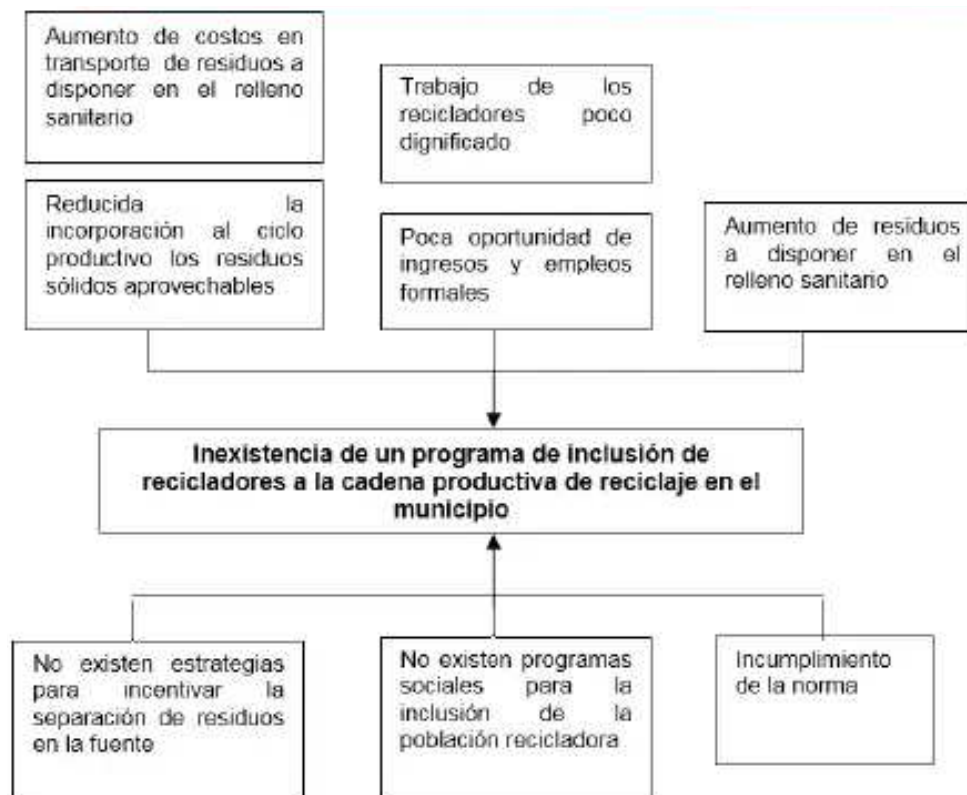 Aumento de costos en
transporte de residuos a
disponer en el relleno
sanitario
Trabajo de los
recicladores poco
dignificado
Reducida la
incorporación al ciclo
productivo los residuos
sólidos aprovechables
Poca oportunidad de
ingresos y empleos
formales
Aumento de residuos
a disponer en el
relleno sanitario
Inexistencia de un programa de inclusión de
recicladores a la cadena productiva de reciclaje en el
municipio
No existen estrategias
para incentivar la
separación de residuos
en la fuente
No existen programas
sociales para la
inclusión de la
población recicladora
Incumplimiento
de la norma